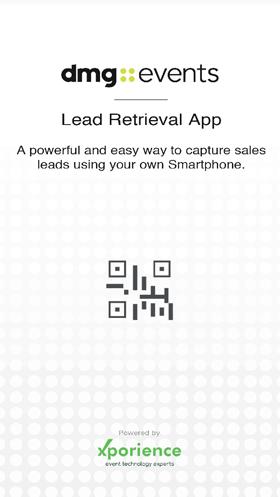 dmg::events
Lead Retrieval App
A powerful and easy way to capture sales
leads using your own Smartphone.
Powered by
xporience
event technology experts